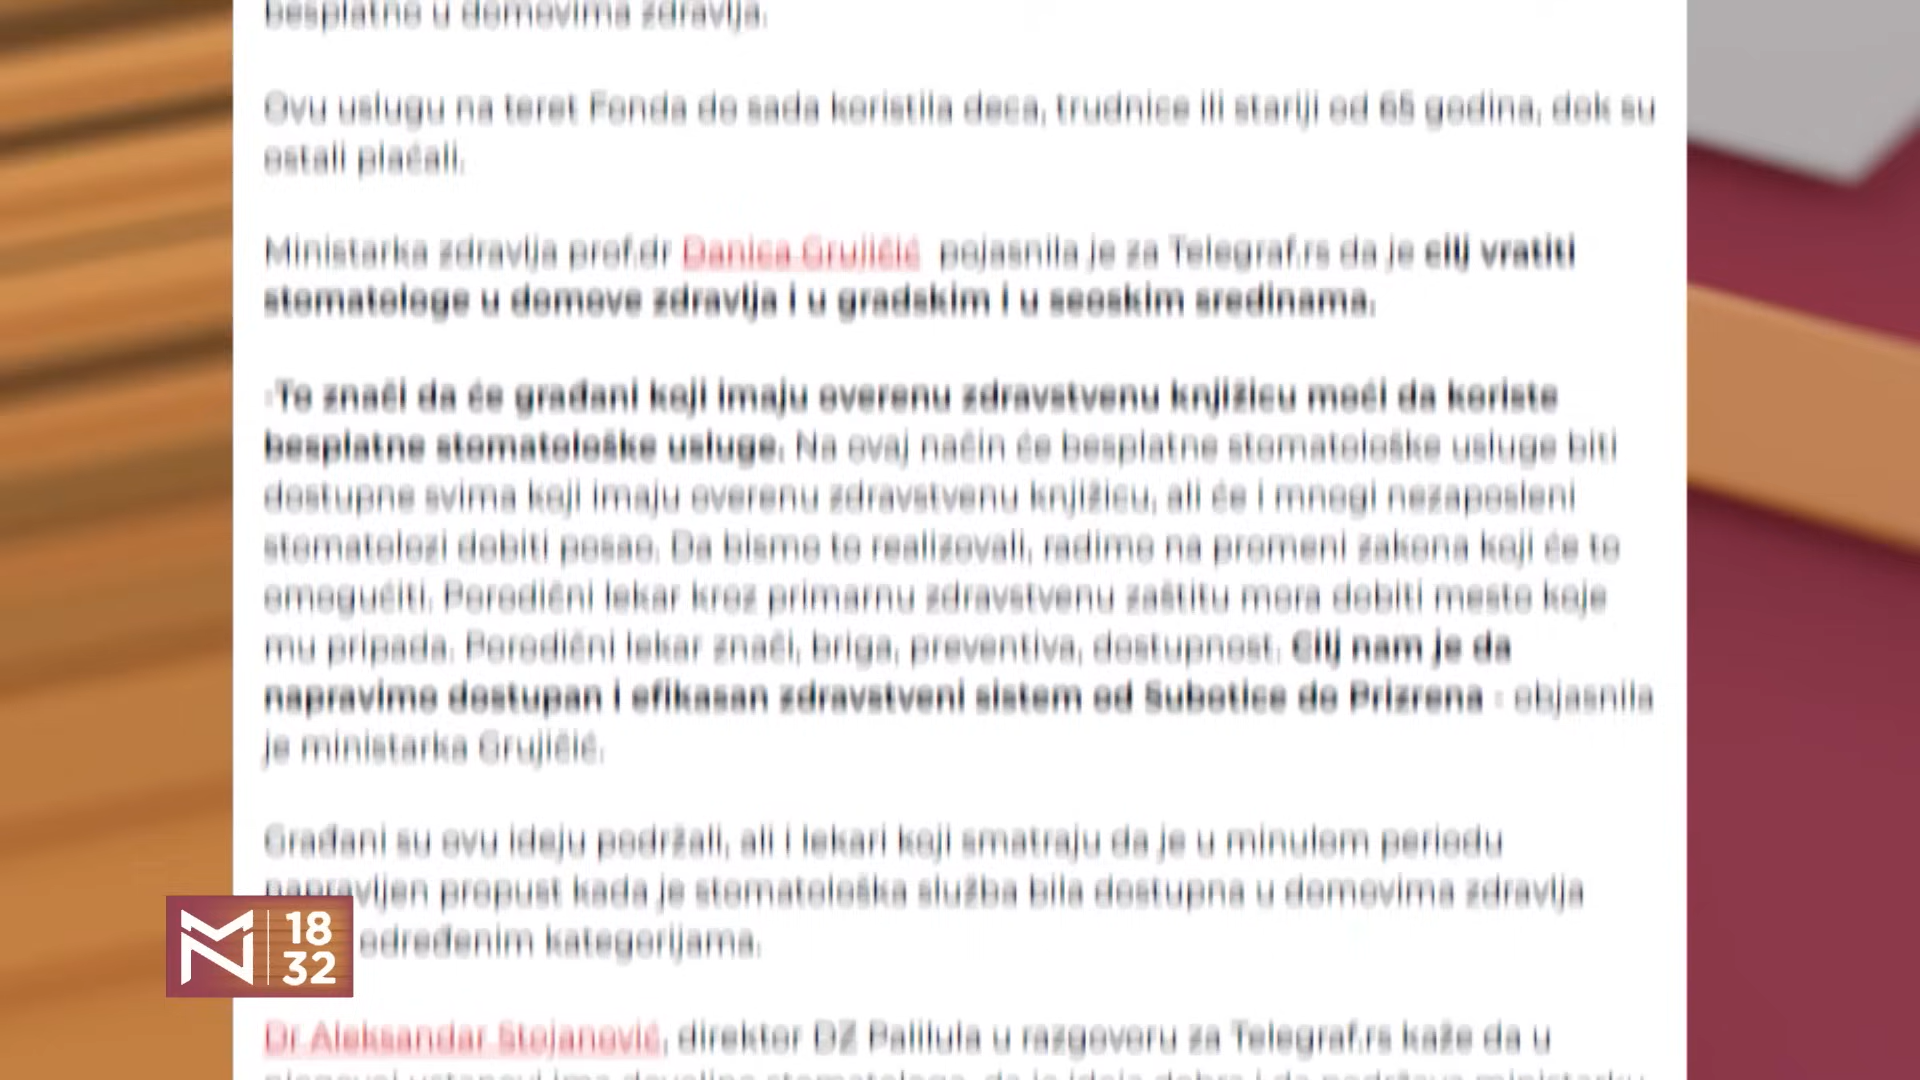 besplatno u domovima zdravlja.
Ovu uslugu na teret Fonda do sada koristila deca, trudnice ili stariji od 65 godina, dok su
ostali plaćali.
Ministarka zdravlja prof.dr Danica Grujičić pojasnila je za Telegraf.rs da je cilj vratiti
stomatologe u domove zdravlja i u gradskim i u seoskim sredinama.
-To znači da će građani koji imaju overenu zdravstvenu knjižicu moći da koriste
besplatne stomatološke usluge. Na ovaj način će besplatne stomatološke usluge biti
dostupne svima koji imaju overenu zdravstvenu knjižicu, ali će i mnogi nezaposleni
stomatolozi dobiti posao. Da bismo to realizovali, radimo na promeni zakona koji će to
omogućiti. Porodični lekar kroz primarnu zdravstvenu zaštitu mora dobiti mesto koje
mu pripada. Porodični lekar znači, briga, preventiva, dostupnost. Cilj nam je da
napravimo dostupan i efikasan zdravstveni sistem od Subotice do Prizrena - objasnila
je ministarka Grujičić.
Građani su ovu ideju podržali, ali i lekari koji smatraju da je u minulom periodu
napravljen propust kada je stomatološka služba bila dostupna u domovima zdravlja
određenim kategorijama.
18
32
Dr Aleksandar Stojanović, direktor DZ Palilula u razgovoru za Telegraf.rs kaže da u